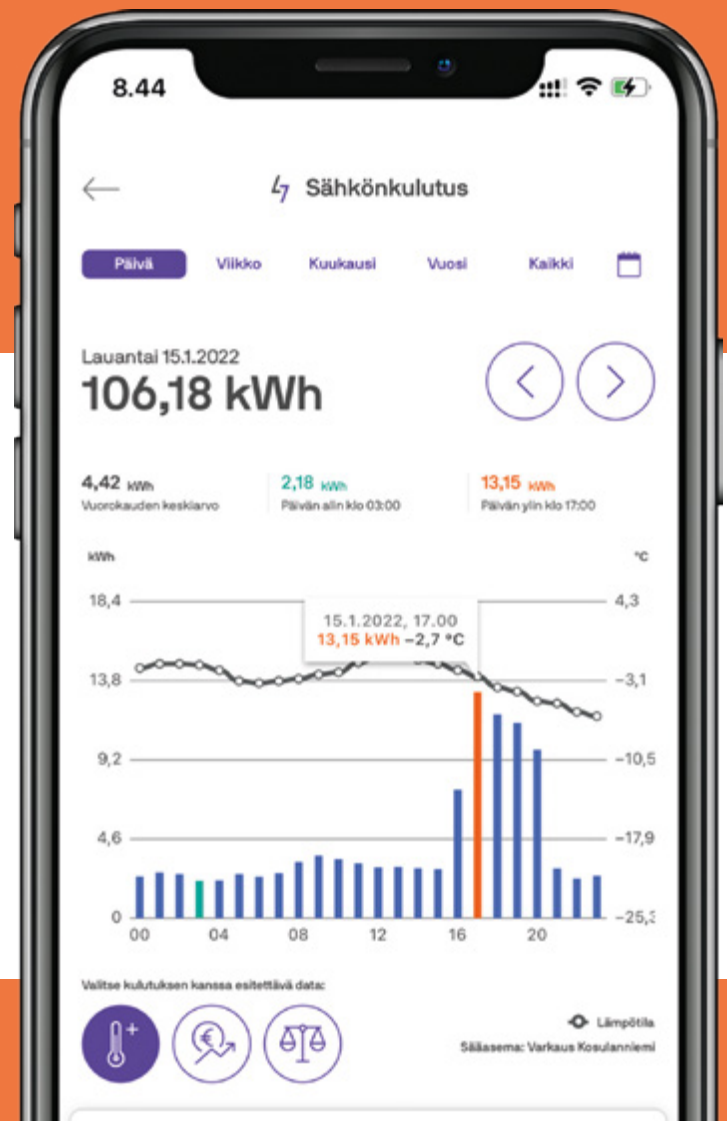 8.44
Sähkönkulutus
Päivä Viikko Kuukausi Vuosi Kaikki
Lauantai 15.1.2022
106,18 kWh
4,42 kWh 2,18 kWh 13,15 kWh
Vuorokauden keskiarvo Päivän alin klo 03:00 Päivän ylin klo 17:00
kWh °C
18,4 4,3
15.1.2022, 17.00
13,15 kWh −2,7 °C
13,8 −3,1
9,2 −10,5
4,6 −17,9
0 −25,3
00 04 08 12 16 20
Valitse kulutuksen kanssa esitettävä data:
Lämpötila
Sääasema: Varkaus Kosulanniemi